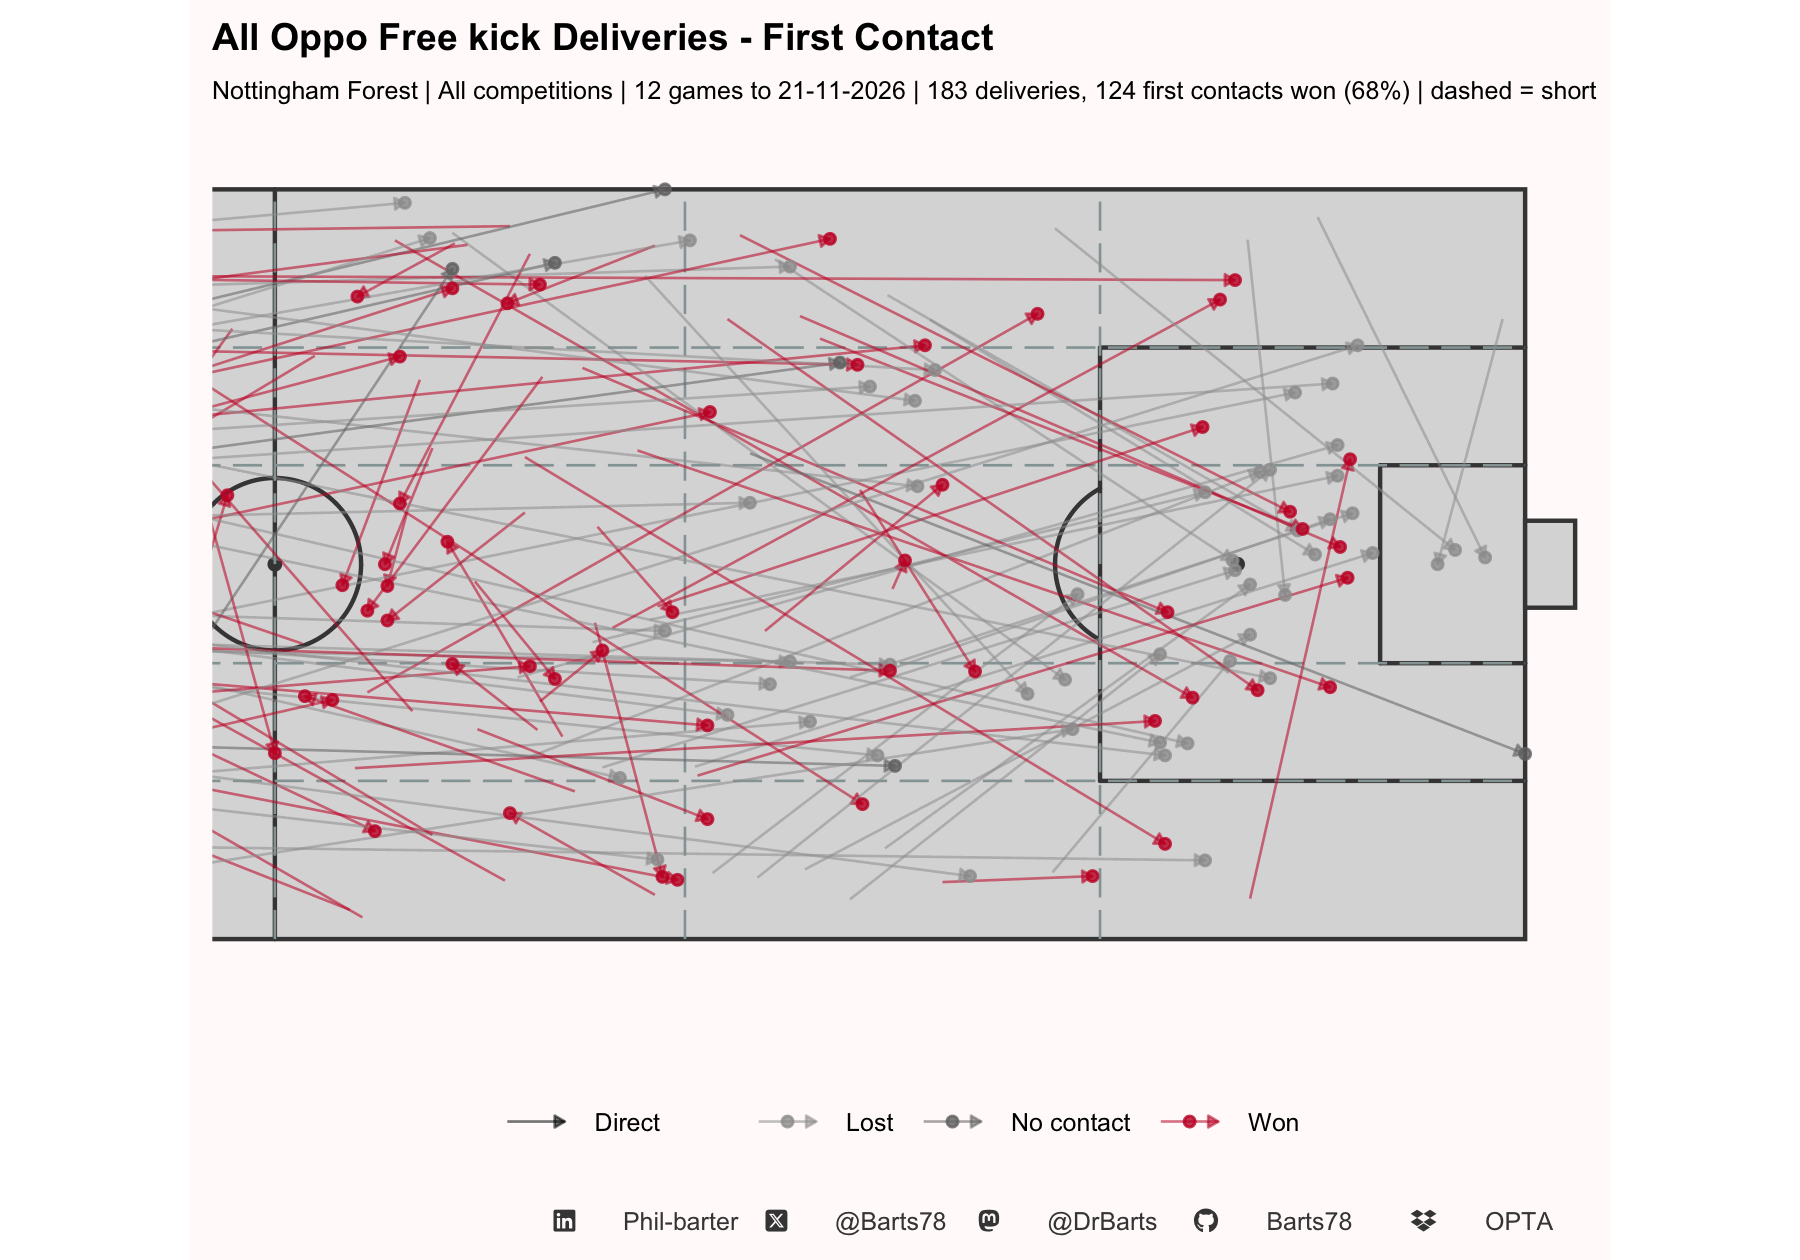 All Oppo Free kick Deliveries - First Contact
Nottingham Forest | All competitions | 12 games to 21-11-2026 | 183 deliveries, 124 first contacts won (68%) | dashed = short
Direct Lost No contact Won
Phil-barter @Barts78 @DrBarts Barts78 OPTA